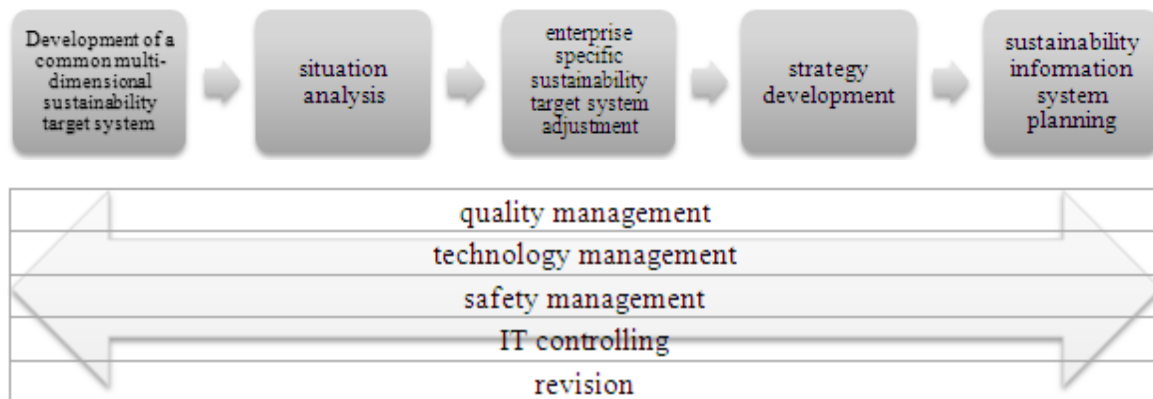 Development of a
common multi-
dimensional
sustainability
target system
situation
analysis
enterprise
specific
sustainability
target system
adjustment
strategy
development
sustainability
information
system
planning
quality management
technology management
safety management
IT controlling
revision